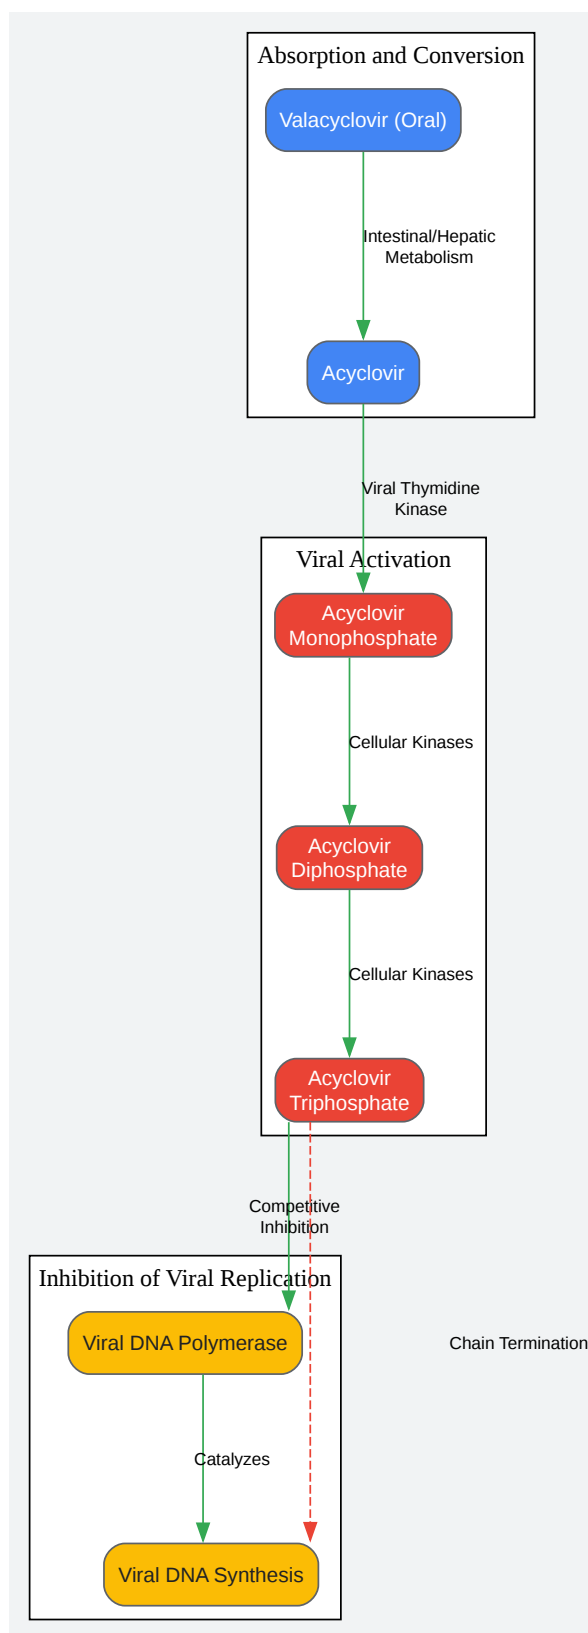 Absorption and Conversion
Valacyclovir (Oral)
Intestinal/Hepatic
Metabolism
Acyclovir
Viral Thymidine
Kinase
Viral Activation
Acyclovir
Monophosphate
Cellular Kinases
Acyclovir
Diphosphate
Cellular Kinases
Acyclovir
Triphosphate
Competitive
Inhibition
Inhibition of Viral Replication
Viral DNA Polymerase
Chain Termination
Catalyzes
Viral DNA Synthesis